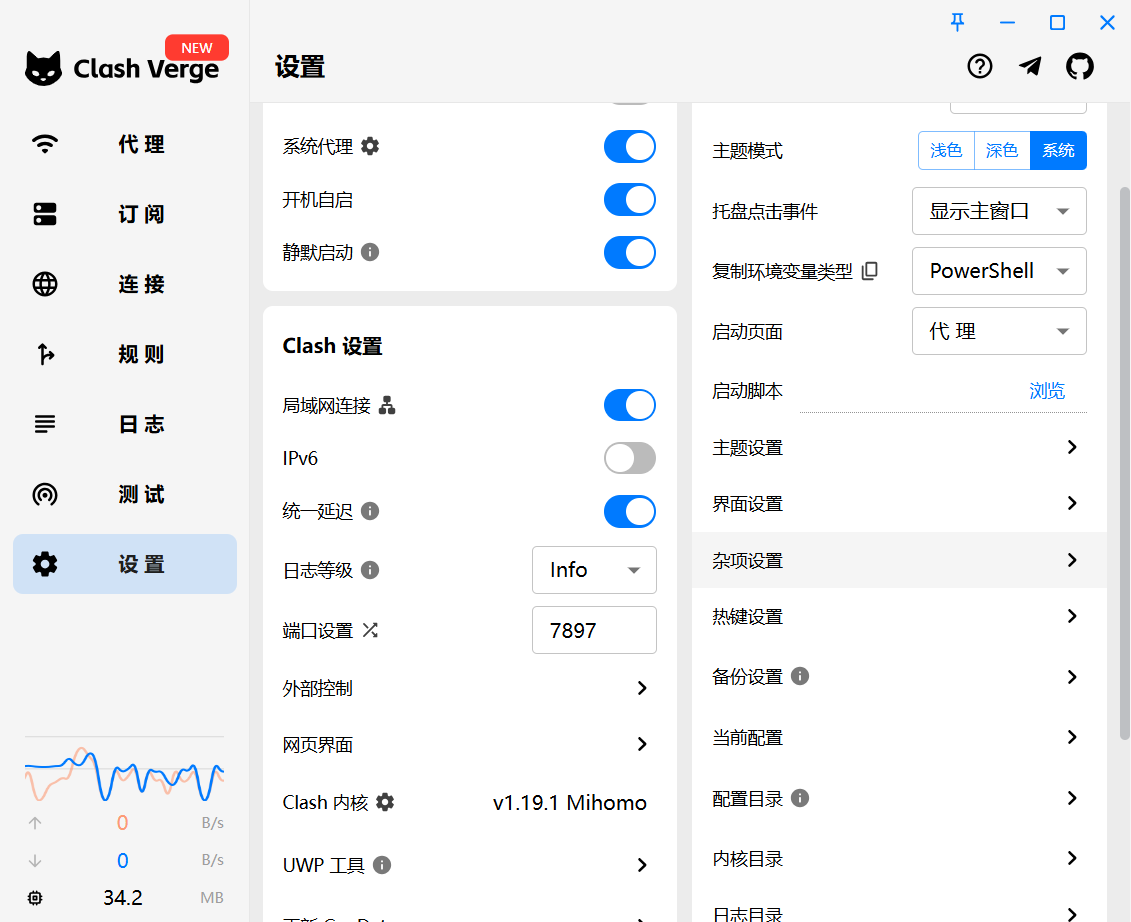 NEW
Clash Verge
代 理
订 阅
连 接
规 则
日 志
测 试
设 置
0 B/s
0 B/s
34.2 MB
设置
系统代理
开机自启
静默启动
Clash 设置
局域网连接
IPv6
统一延迟
日志等级 Info
端口设置 7897
外部控制
网页界面
Clash 内核 v1.19.1 Mihomo
UWP 工具
主题模式 浅色 深色 系统
托盘点击事件 显示主窗口
复制环境变量类型 PowerShell
启动页面 代 理
启动脚本 浏览
主题设置
界面设置
杂项设置
热键设置
备份设置
当前配置
配置目录
内核目录
日志目录